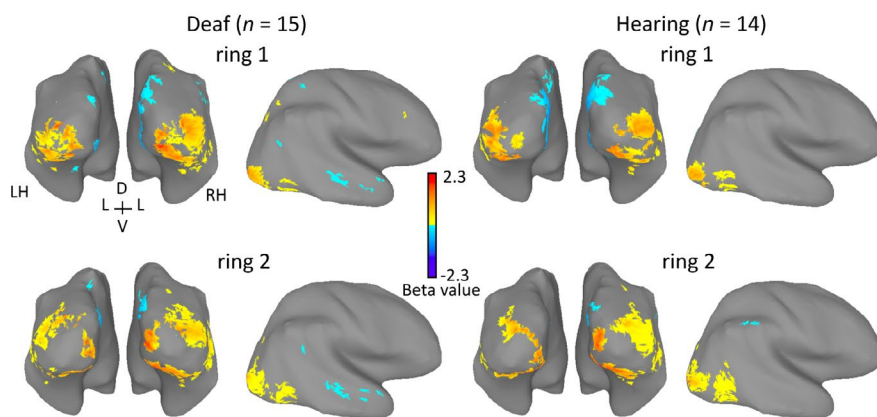 Deaf (n = 15)
Hearing (n = 14)
ring 1
ring 1
LH
D
L L
V
RH
2.3
-2.3
Beta value
ring 2
ring 2